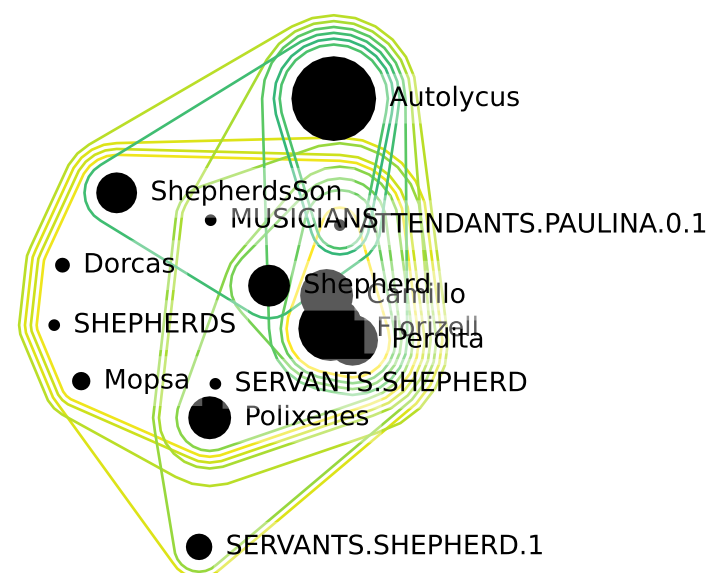 Autolycus
ShepherdsSon
MUSICIANS
ATTENDANTS.PAULINA.0.1
Dorcas
Shepherd
Camillo
SHEPHERDS
Florizell
Perdita
Mopsa
SERVANTS.SHEPHERD
Polixenes
SERVANTS.SHEPHERD.1